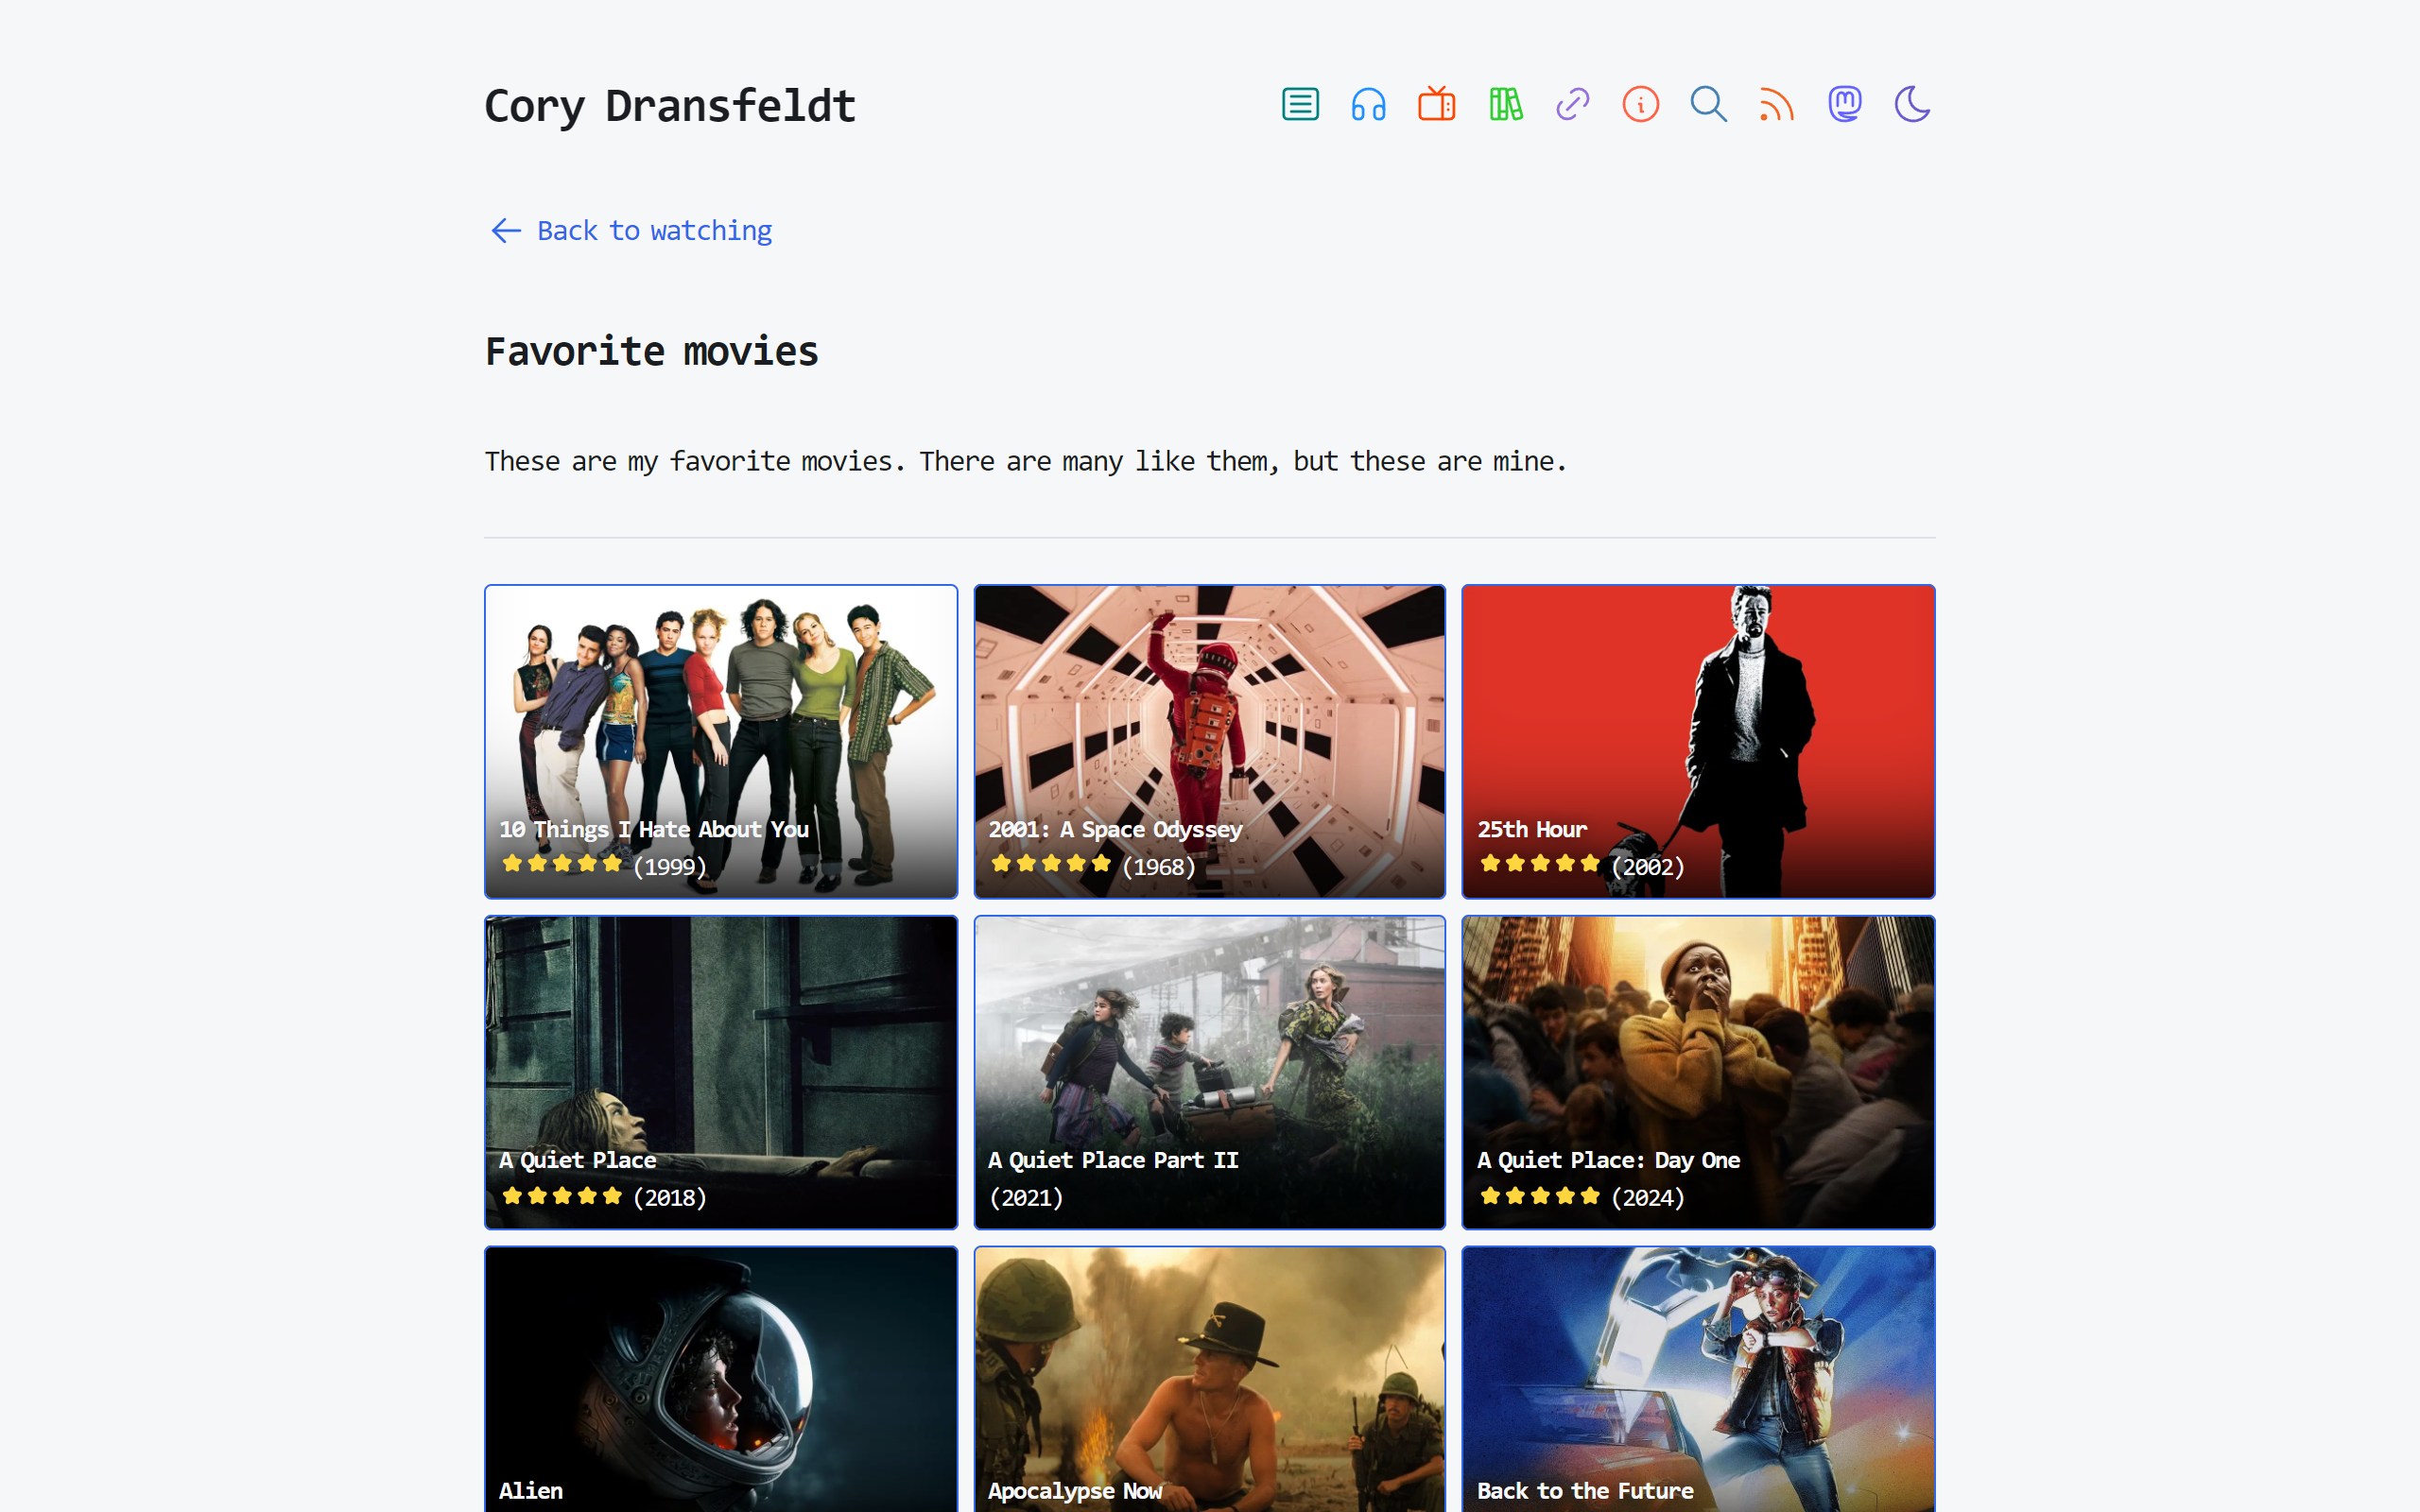 Cory Dransfeldt
Back to watching
Favorite movies
These are my favorite movies. There are many like them, but these are mine.
10 Things I Hate About You
(1999)
2001: A Space Odyssey
(1968)
25th Hour
(2002)
A Quiet Place
(2018)
A Quiet Place Part II
(2021)
A Quiet Place: Day One
(2024)
Alien
Apocalypse Now
Back to the Future